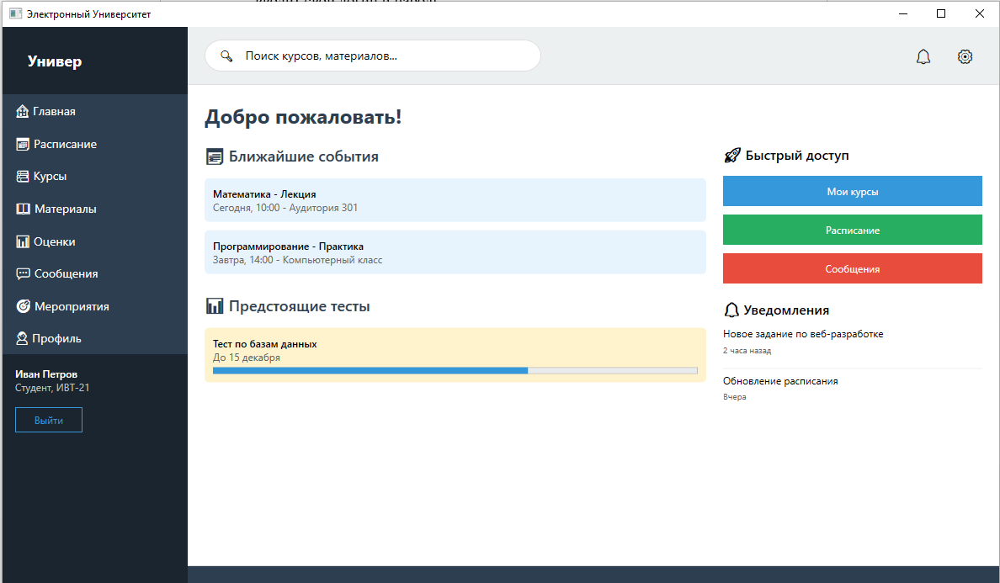 Электронный Университет
Универ
Поиск курсов, материалов...
Главная
Расписание
Курсы
Материалы
Оценки
Сообщения
Мероприятия
Профиль
Иван Петров
Студент, ИВТ-21
Выйти
Добро пожаловать!
Ближайшие события
Математика - Лекция
Сегодня, 10:00 - Аудитория 301
Программирование - Практика
Завтра, 14:00 - Компьютерный класс
Предстоящие тесты
Тест по базам данных
До 15 декабря
Быстрый доступ
Мои курсы
Расписание
Сообщения
Уведомления
Новое задание по веб-разработке
2 часа назад
Обновление расписания
Вчера